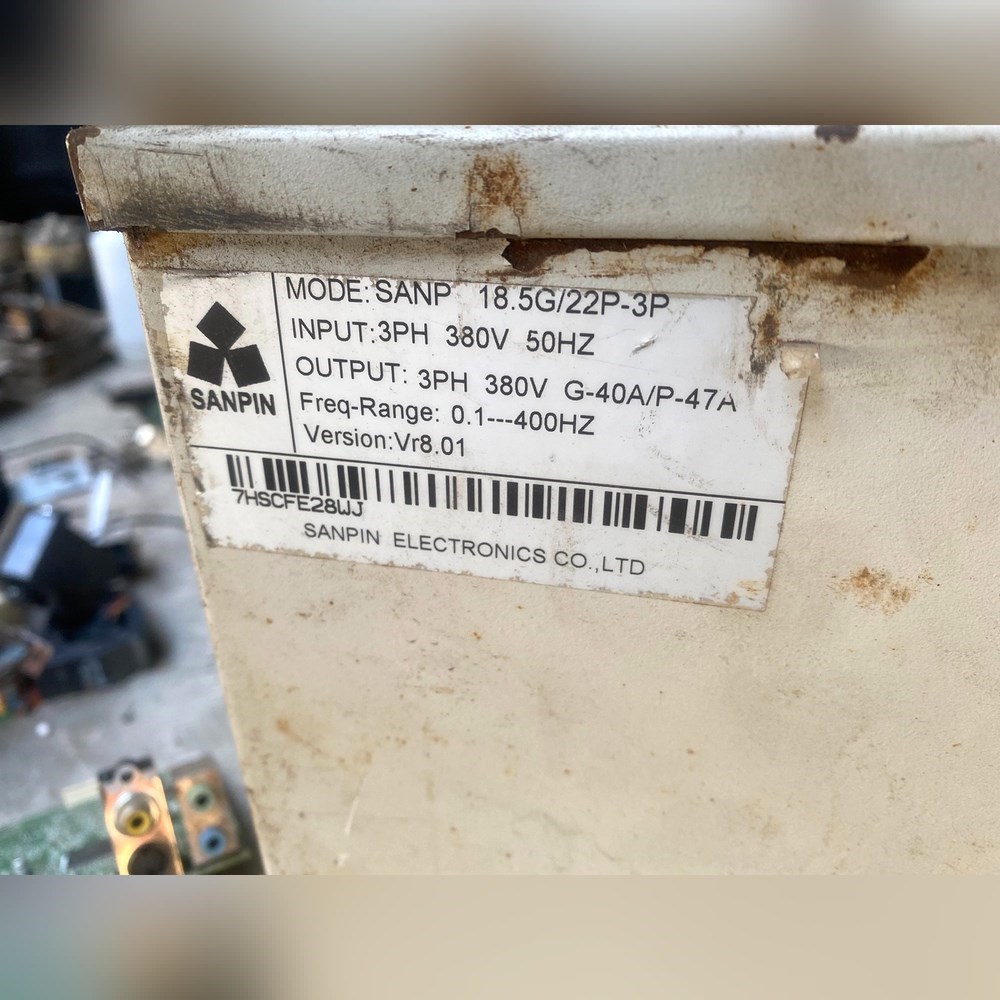 MODE:SANP 18.5G/22P-3P
INPUT:3PH 380V 50HZ
OUTPUT: 3PH 380V G-40A/P-47A
Freq-Range: 0.1---400HZ
Version:Vr8.01
SANPIN
7HSCFE28WJ
SANPIN ELECTRONICS CO.,LTD